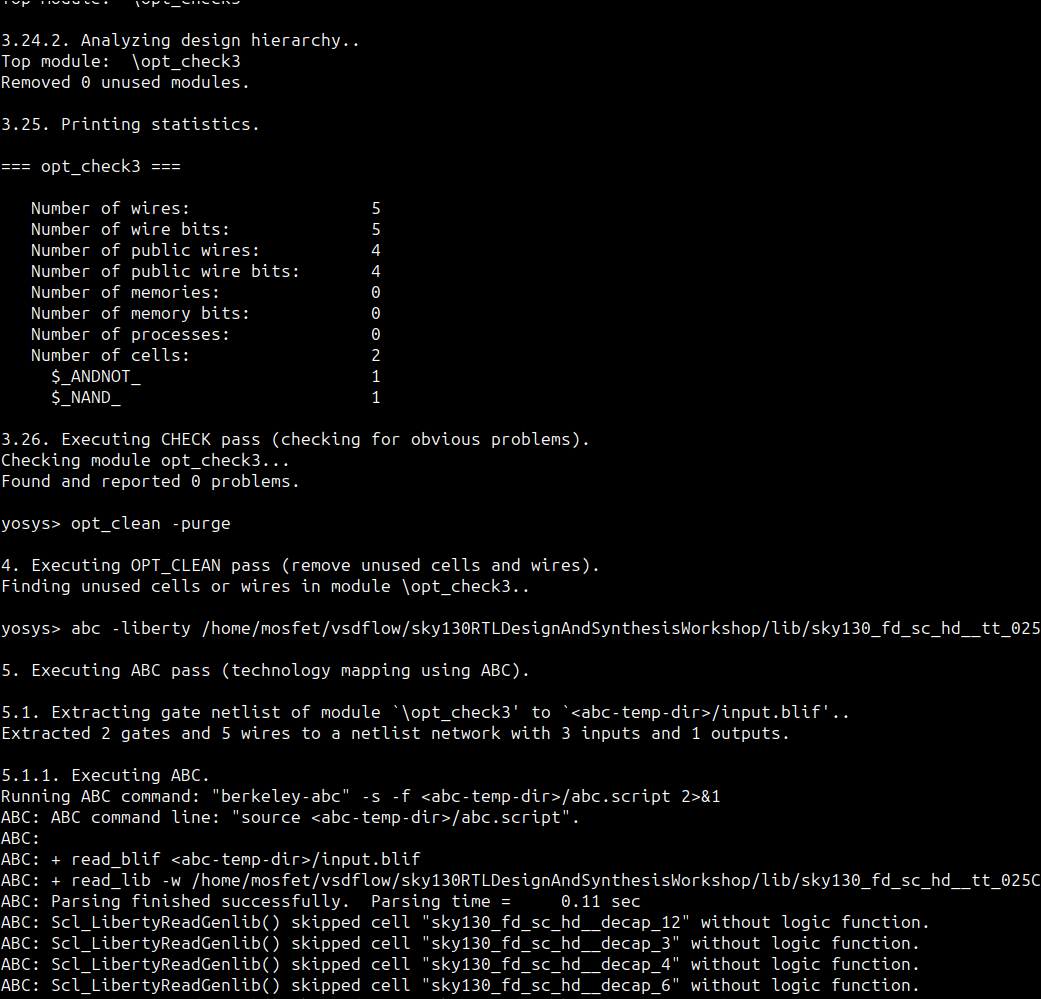 Top module:  \opt_check3
3.24.2. Analyzing design hierarchy..
Top module:  \opt_check3
Removed 0 unused modules.
3.25. Printing statistics.
=== opt_check3 ===
   Number of wires:                  5
   Number of wire bits:              5
   Number of public wires:           4
   Number of public wire bits:       4
   Number of memories:               0
   Number of memory bits:            0
   Number of processes:              0
   Number of cells:                  2
     $_ANDNOT_                       1
     $_NAND_                         1
3.26. Executing CHECK pass (checking for obvious problems).
Checking module opt_check3...
Found and reported 0 problems.
yosys> opt_clean -purge
4. Executing OPT_CLEAN pass (remove unused cells and wires).
Finding unused cells or wires in module \opt_check3..
yosys> abc -liberty /home/mosfet/vsdflow/sky130RTLDesignAndSynthesisWorkshop/lib/sky130_fd_sc_hd__tt_025
5. Executing ABC pass (technology mapping using ABC).
5.1. Extracting gate netlist of module `\opt_check3' to `<abc-temp-dir>/input.blif'..
Extracted 2 gates and 5 wires to a netlist network with 3 inputs and 1 outputs.
5.1.1. Executing ABC.
Running ABC command: "berkeley-abc" -s -f <abc-temp-dir>/abc.script 2>&1
ABC: ABC command line: "source <abc-temp-dir>/abc.script".
ABC:
ABC: + read_blif <abc-temp-dir>/input.blif
ABC: + read_lib -w /home/mosfet/vsdflow/sky130RTLDesignAndSynthesisWorkshop/lib/sky130_fd_sc_hd__tt_025C
ABC: Parsing finished successfully.  Parsing time =     0.11 sec
ABC: Scl_LibertyReadGenlib() skipped cell "sky130_fd_sc_hd__decap_12" without logic function.
ABC: Scl_LibertyReadGenlib() skipped cell "sky130_fd_sc_hd__decap_3" without logic function.
ABC: Scl_LibertyReadGenlib() skipped cell "sky130_fd_sc_hd__decap_4" without logic function.
ABC: Scl_LibertyReadGenlib() skipped cell "sky130_fd_sc_hd__decap_6" without logic function.